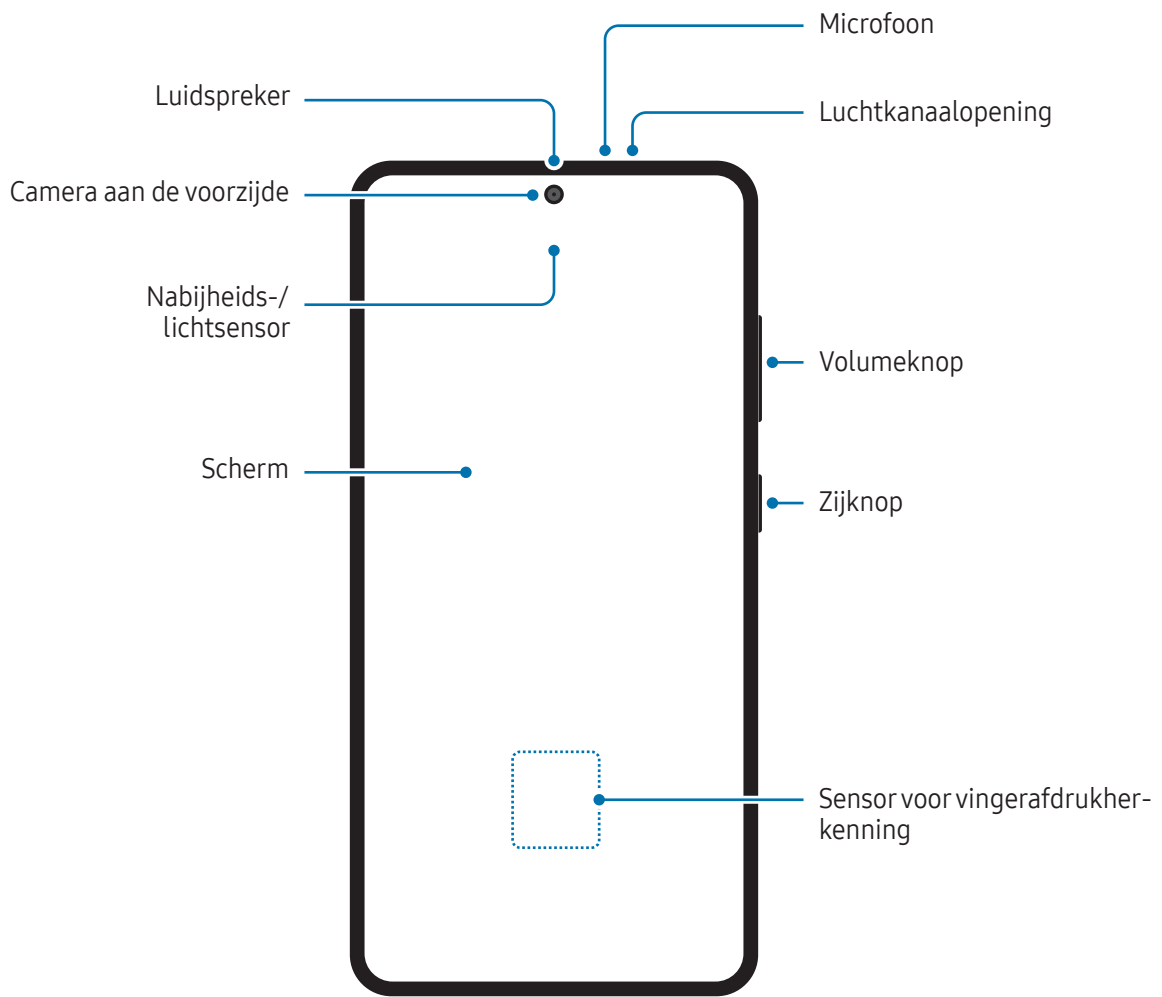 Microfoon
Luidspreker
Luchtkanaalopening
Camera aan de voorzijde
Nabijheids-/
lichtsensor
Volumeknop
Scherm
Zijknop
Sensor voor vingerafdrukher-
kenning